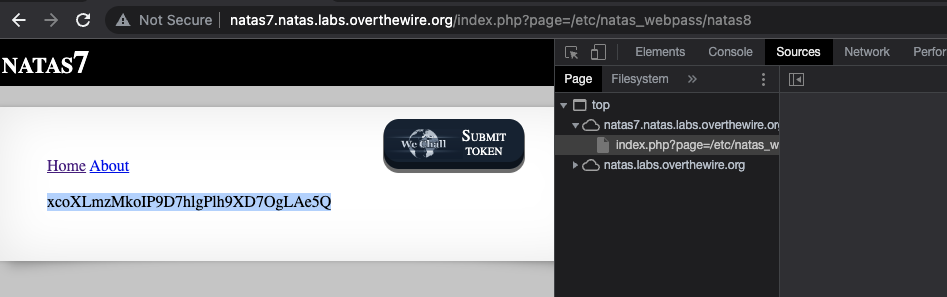 Not Secure | natas7.natas.labs.overthewire.org/index.php?page=/etc/natas_webpass/natas8
NATAS7
Elements Console Sources Network Perfor
Page Filesystem »
top
natas7.natas.labs.overthewire.or
index.php?page=/etc/natas_w
natas.labs.overthewire.org
We Chall
SUBMIT
TOKEN
Home About
xcoXLmzMkoIP9D7hlgPlh9XD7OgLAe5Q